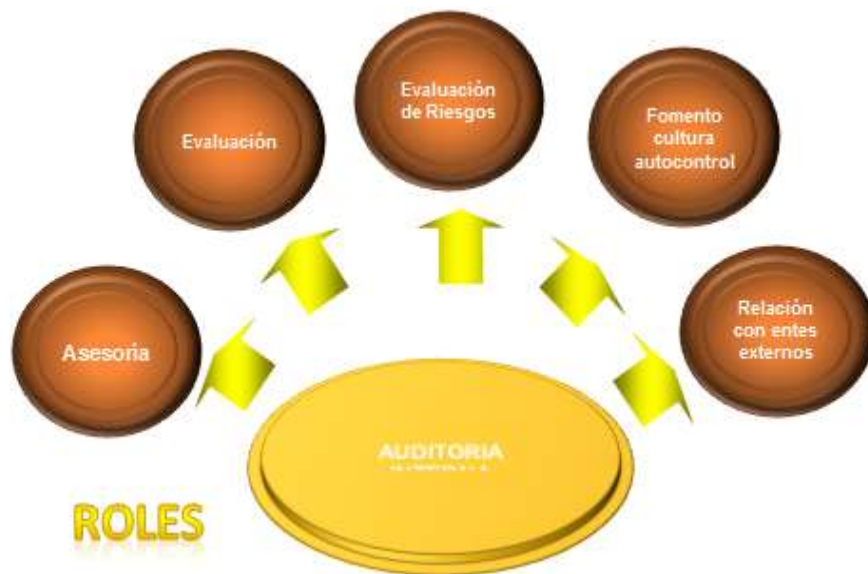 Evaluación
de Riesgos
Evaluación
Fomento
cultura
autocontrol
Asesoria
Relación
con entes
externos
AUDITORIA
ROLES